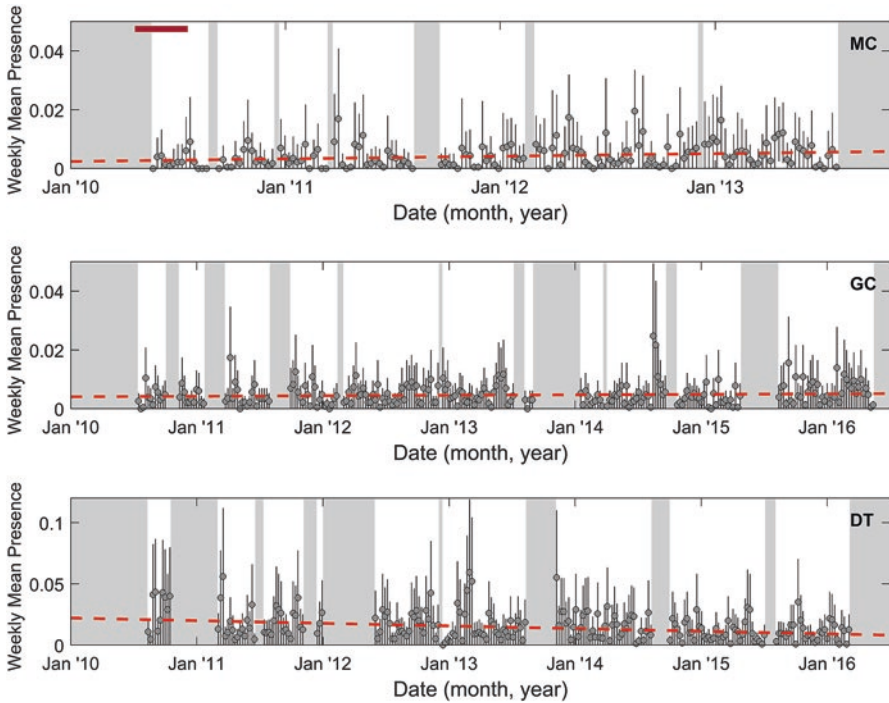 MC
Weekly Mean Presence
0.04
0.02
0
Jan '10
Jan '11
Jan '12
Jan '13
Date (month, year)
GC
Weekly Mean Presence
0.04
0.02
0
Jan '10
Jan '11
Jan '12
Jan '13
Jan '14
Jan '15
Jan '16
Date (month, year)
DT
Weekly Mean Presence
0.1
0.05
0
Jan '10
Jan '11
Jan '12
Jan '13
Jan '14
Jan '15
Jan '16
Date (month, year)